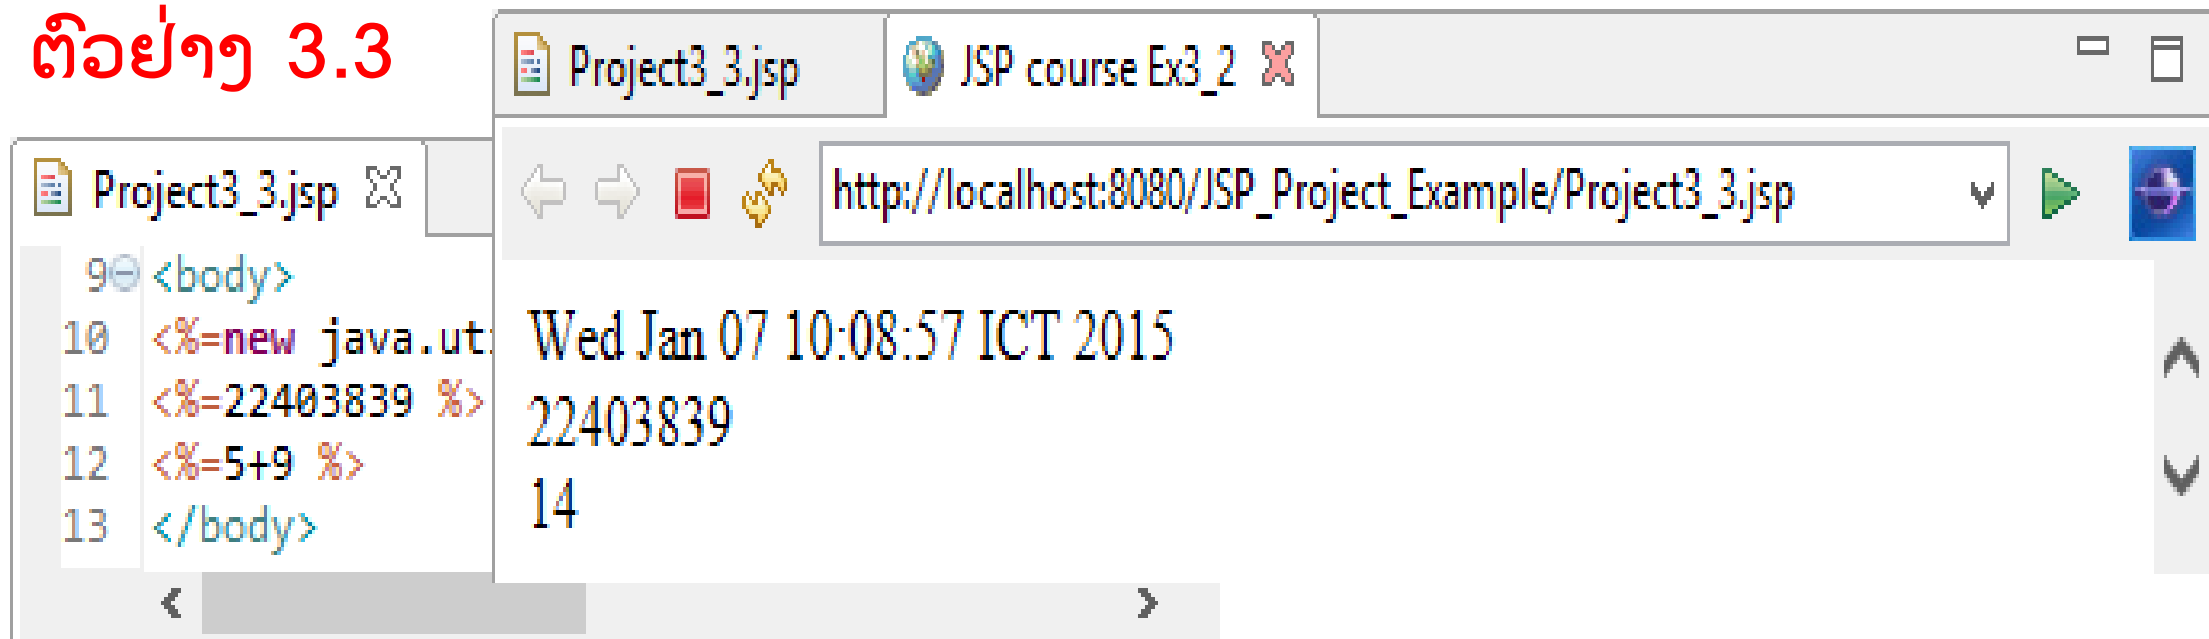 ຕົວຢ່າງ 3.3
Project3_3.jsp
9 <body>
10 <%=new java.ut
11 <%=22403839 %>
12 <%=5+9 %>
13 </body>
Project3_3.jsp
JSP course Ex3_2
http://localhost:8080/JSP_Project_Example/Project3_3.jsp
Wed Jan 07 10:08:57 ICT 2015
22403839
14